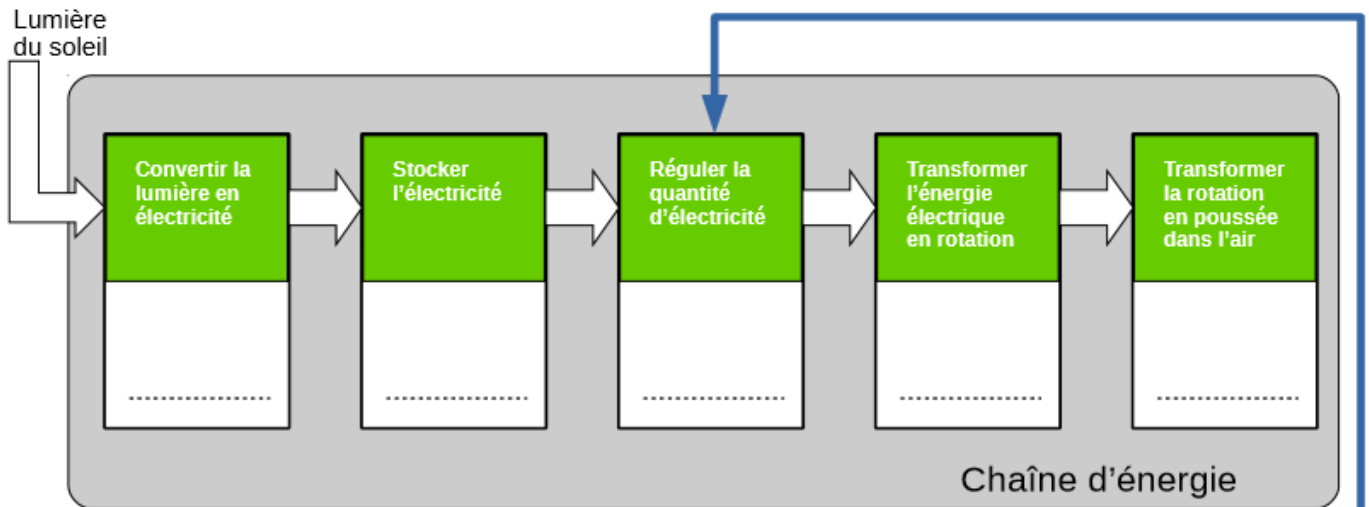 Lumière
du soleil
Convertir la
lumière en
électricité
Stocker
l'électricité
Réguler la
quantité
d'électricité
Transformer
l'énergie
électrique
en rotation
Transformer
la rotation
en poussée
dans l'air
Chaîne d'énergie